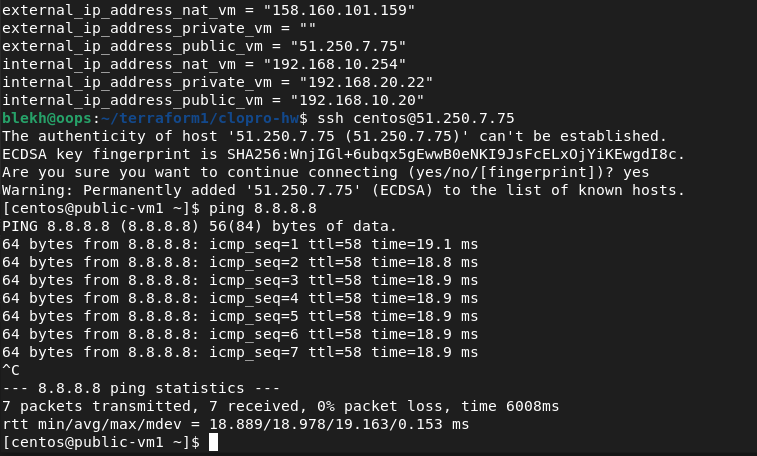 external_ip_address_nat_vm = "158.160.101.159"
external_ip_address_private_vm = ""
external_ip_address_public_vm = "51.250.7.75"
internal_ip_address_nat_vm = "192.168.10.254"
internal_ip_address_private_vm = "192.168.20.22"
internal_ip_address_public_vm = "192.168.10.20"
blekh@oops:~/terraform1/clopro-hw$ ssh centos@51.250.7.75
The authenticity of host '51.250.7.75 (51.250.7.75)' can't be established.
ECDSA key fingerprint is SHA256:WnjIGl+6ubqx5gEwwB0eNKI9JsFcELxOjYiKEwgdI8c.
Are you sure you want to continue connecting (yes/no/[fingerprint])? yes
Warning: Permanently added '51.250.7.75' (ECDSA) to the list of known hosts.
[centos@public-vm1 ~]$ ping 8.8.8.8
PING 8.8.8.8 (8.8.8.8) 56(84) bytes of data.
64 bytes from 8.8.8.8: icmp_seq=1 ttl=58 time=19.1 ms
64 bytes from 8.8.8.8: icmp_seq=2 ttl=58 time=18.8 ms
64 bytes from 8.8.8.8: icmp_seq=3 ttl=58 time=18.9 ms
64 bytes from 8.8.8.8: icmp_seq=4 ttl=58 time=18.9 ms
64 bytes from 8.8.8.8: icmp_seq=5 ttl=58 time=18.9 ms
64 bytes from 8.8.8.8: icmp_seq=6 ttl=58 time=18.9 ms
64 bytes from 8.8.8.8: icmp_seq=7 ttl=58 time=18.9 ms
^C
--- 8.8.8.8 ping statistics ---
7 packets transmitted, 7 received, 0% packet loss, time 6008ms
rtt min/avg/max/mdev = 18.889/18.978/19.163/0.153 ms
[centos@public-vm1 ~]$